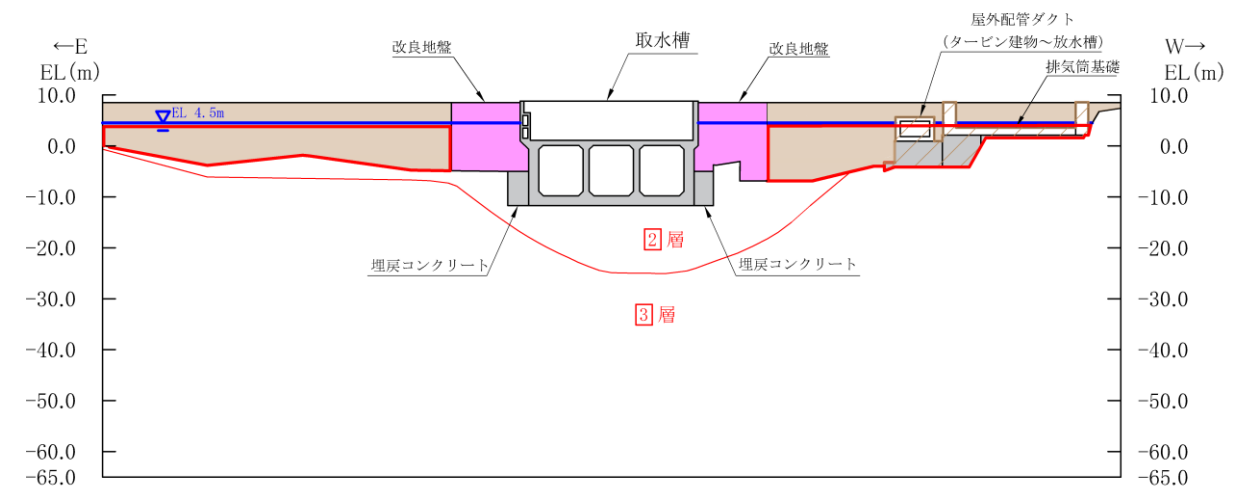 屋外配管ダクト
(タービン建物～放水槽)
←E
EL(m)
改良地盤
取水槽
改良地盤
排気筒基礎
W→
EL(m)
10.0
EL 4.5m
10.0
0.0
0.0
-10.0
-10.0
-20.0
2 層
-20.0
埋戻コンクリート
埋戻コンクリート
-30.0
3 層
-30.0
-40.0
-40.0
-50.0
-50.0
-60.0
-60.0
-65.0
-65.0